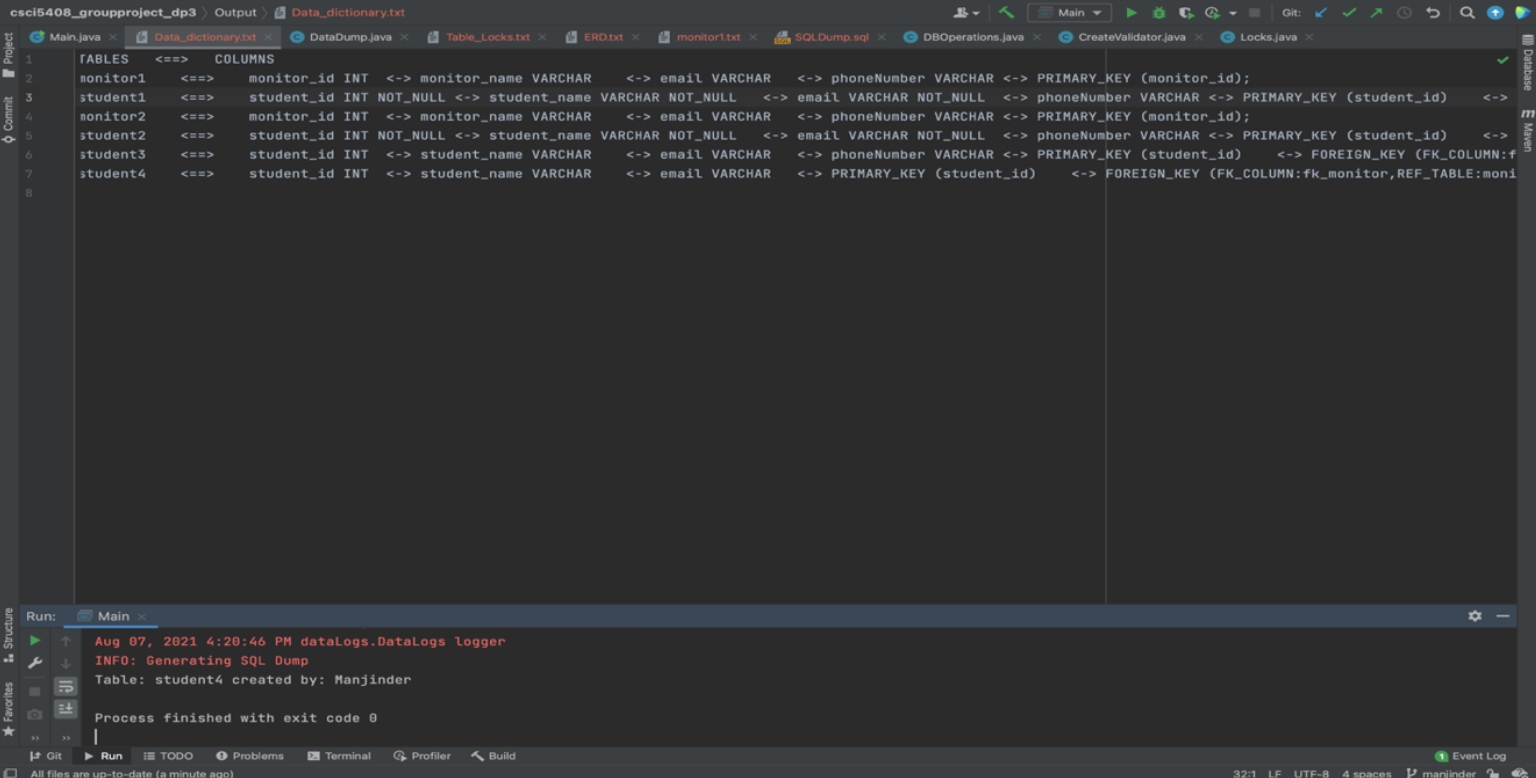 csci5408_groupproject_dp3 Output Data_dictionary.txt Main Git:
Main.java Data_dictionary.txt DataDump.java Table_Locks.txt ERD.txt monitor1.txt SQLDump.sql DBOperations.java CreateValidator.java Locks.java
Project
Commit
Structure
Favorites
Database
Maven
1 TABLES <==> COLUMNS
2 monitor1 <==> monitor_id INT <-> monitor_name VARCHAR <-> email VARCHAR <-> phoneNumber VARCHAR <-> PRIMARY_KEY (monitor_id);
3 student1 <==> student_id INT NOT_NULL <-> student_name VARCHAR NOT_NULL <-> email VARCHAR NOT_NULL <-> phoneNumber VARCHAR <-> PRIMARY_KEY (student_id) <->
4 monitor2 <==> monitor_id INT <-> monitor_name VARCHAR <-> email VARCHAR <-> phoneNumber VARCHAR <-> PRIMARY_KEY (monitor_id);
5 student2 <==> student_id INT NOT_NULL <-> student_name VARCHAR NOT_NULL <-> email VARCHAR NOT_NULL <-> phoneNumber VARCHAR <-> PRIMARY_KEY (student_id) <->
6 student3 <==> student_id INT <-> student_name VARCHAR <-> email VARCHAR <-> phoneNumber VARCHAR <-> PRIMARY_KEY (student_id) <-> FOREIGN_KEY (FK_COLUMN:f
7 student4 <==> student_id INT <-> student_name VARCHAR <-> email VARCHAR <-> PRIMARY_KEY (student_id) <-> FOREIGN_KEY (FK_COLUMN:fk_monitor,REF_TABLE:moni
8
Run: Main
Aug 07, 2021 4:20:46 PM dataLogs.DataLogs logger
INFO: Generating SQL Dump
Table: student4 created by: Manjinder
Process finished with exit code 0
Git Run TODO Problems Terminal Profiler Build 1 Event Log
All files are up-to-date (a minute ago) 32:1 LF UTF-8 4 spaces manjinder